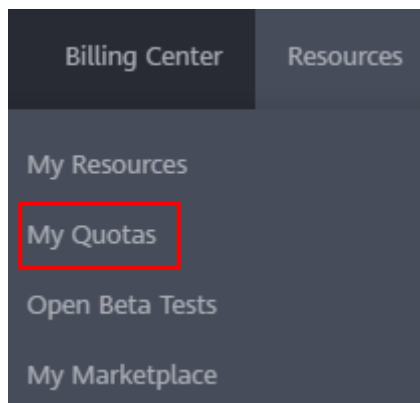 Billing Center Resources
My Resources
My Quotas
Open Beta Tests
My Marketplace